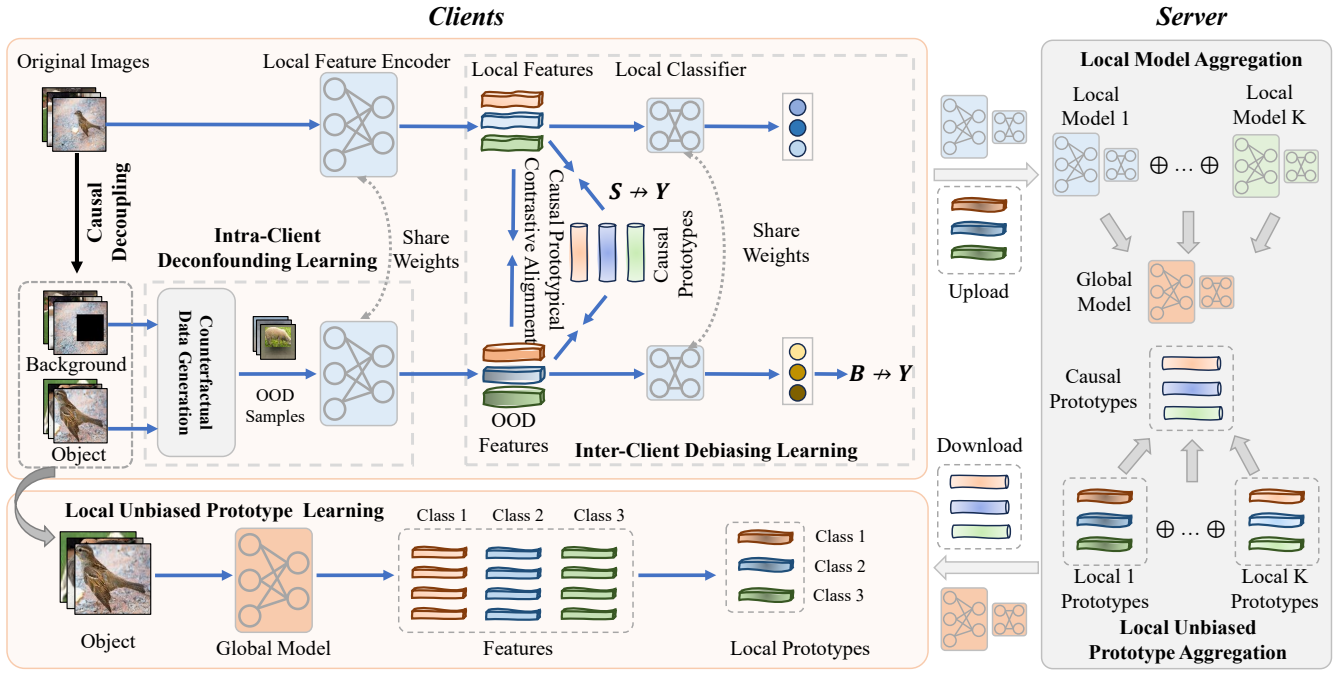 Clients
Server
Original Images
Local Feature Encoder
Local Features
Local Classifier
Causal
Decoupling
Intra-Client
Deconfounding Learning
Share
Weights
Causal Prototypical
Contrastive Alignment
S ↛ Y
Causal
Prototypes
Share
Weights
Background
Object
Counterfactual
Data Generation
OOD
Samples
OOD
Features
B ↛ Y
Inter-Client Debiasing Learning
Local Unbiased Prototype Learning
Object
Global Model
Class 1
Class 2
Class 3
Features
Class 1
Class 2
Class 3
Local Prototypes
Upload
Download
Local Model Aggregation
Local
Model 1
Local
Model K
⊕ … ⊕
Global
Model
Causal
Prototypes
⊕ … ⊕
Local 1
Prototypes
Local K
Prototypes
Local Unbiased
Prototype Aggregation